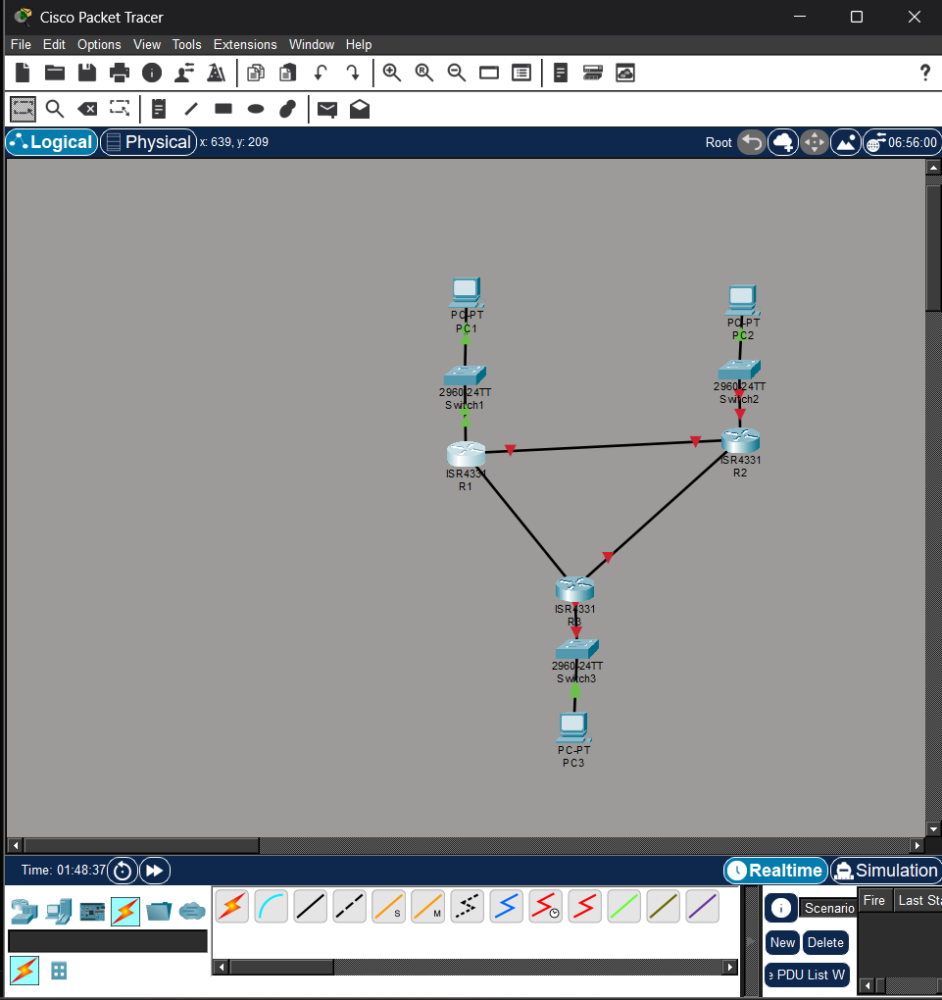 Cisco Packet Tracer
File Edit Options View Tools Extensions Window Help
?
Logical Physical x: 639, y: 209 Root 06:56:00
PC-PT
PC1
PC-PT
PC2
2960-24TT
Switch1
2960-24TT
Switch2
ISR4331
R1
ISR4331
R2
ISR4331
R3
2960-24TT
Switch3
PC-PT
PC3
Time: 01:48:37 Realtime Simulation
S M
Scenario
New Delete
PDU List W
Fire Last Sta